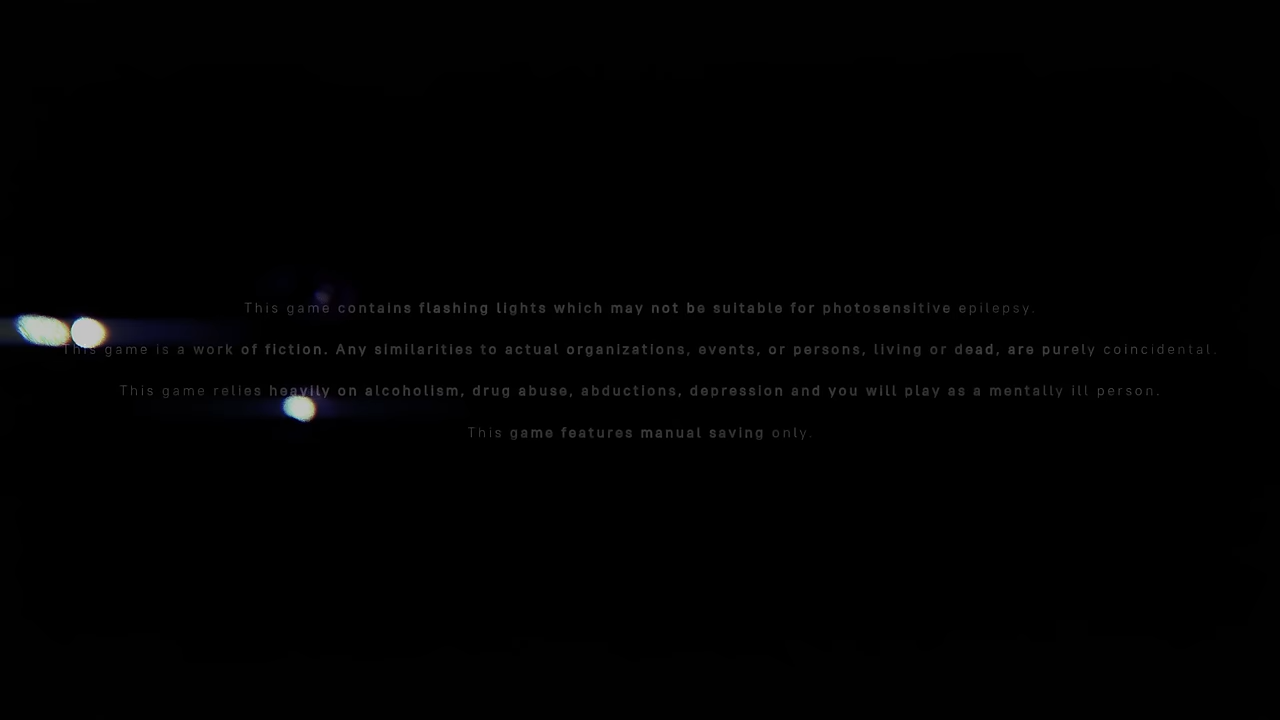 This game contains flashing lights which may not be suitable for photosensitive epilepsy.
This game is a work of fiction. Any similarities to actual organizations, events, or persons, living or dead, are purely coincidental.
This game relies heavily on alcoholism, drug abuse, abductions, depression and you will play as a mentally ill person.
This game features manual saving only.